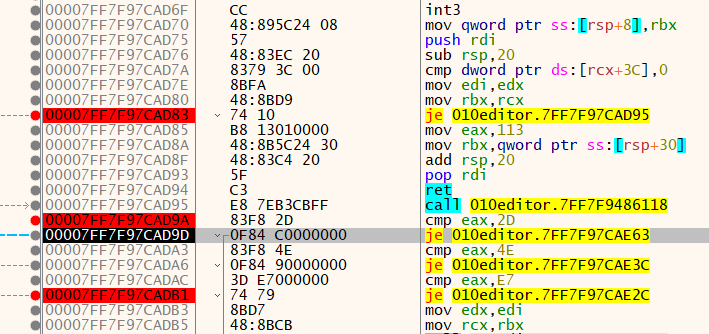 00007FF7F97CAD6F CC int3
00007FF7F97CAD70 48:895C24 08 mov qword ptr ss:[rsp+8],rbx
00007FF7F97CAD75 57 push rdi
00007FF7F97CAD76 48:83EC 20 sub rsp,20
00007FF7F97CAD7A 8379 3C 00 cmp dword ptr ds:[rcx+3C],0
00007FF7F97CAD7E 8BFA mov edi,edx
00007FF7F97CAD80 48:8BD9 mov rbx,rcx
00007FF7F97CAD83 74 10 je 010editor.7FF7F97CAD95
00007FF7F97CAD85 B8 13010000 mov eax,113
00007FF7F97CAD8A 48:8B5C24 30 mov rbx,qword ptr ss:[rsp+30]
00007FF7F97CAD8F 48:83C4 20 add rsp,20
00007FF7F97CAD93 5F pop rdi
00007FF7F97CAD94 C3 ret
00007FF7F97CAD95 E8 7EB3CBFF call 010editor.7FF7F9486118
00007FF7F97CAD9A 83F8 2D cmp eax,2D
00007FF7F97CAD9D 0F84 C0000000 je 010editor.7FF7F97CAE63
00007FF7F97CADA3 83F8 4E cmp eax,4E
00007FF7F97CADA6 0F84 90000000 je 010editor.7FF7F97CAE3C
00007FF7F97CADAC 3D E7000000 cmp eax,E7
00007FF7F97CADB1 74 79 je 010editor.7FF7F97CAE2C
00007FF7F97CADB3 8BD7 mov edx,edi
00007FF7F97CADB5 48:8BCB mov rcx,rbx